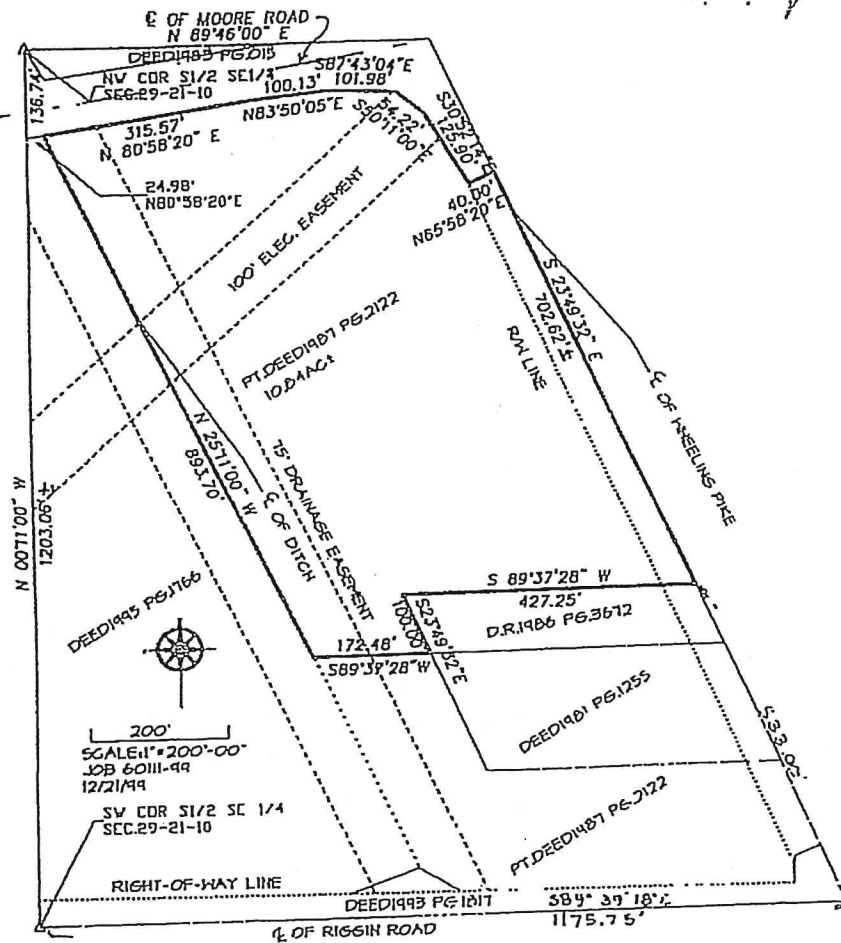 ℄ OF MOORE ROAD
N 89°46'00" E
DEED1983 PG.
NW COR S1/2 SE1/4
SEC.29-21-10
136.74'
S87°43'04"E
101.98'
100.13'
N83°50'05"E
315.57'
N 80°58'20" E
54.22'
S50°11'00"E
S30°52'14"E
125.90'
40.00'
N65°58'20"E
24.98'
N80°58'20"E
100' ELEC. EASEMENT
PT.DEED1987 PG.2122
10.84AC±
R/W LINE
S 23°49'32" E
702.62'±
℄ OF WHEELING PIKE
N 25°11'00" W
893.70'
℄ OF DITCH
75' DRAINAGE EASEMENT
N 00°11'00" W
1203.06'±
DEED1993 PG.1766
S 89°37'28" W
427.25'
D.R.1986 PG.3672
S23°49'32"E
100.00'
172.48'
S89°37'28"W
DEED1981 PG.1255
200'
SCALE:1"=200'-00"
JOB 60111-99
12/21/99
SW COR S1/2 SE 1/4
SEC.29-21-10
PT.DEED1987 PG.2122
RIGHT-OF-WAY LINE
DEED1993 PG.1817
S89°39'18"E
1175.75'
℄ OF RIGGIN ROAD